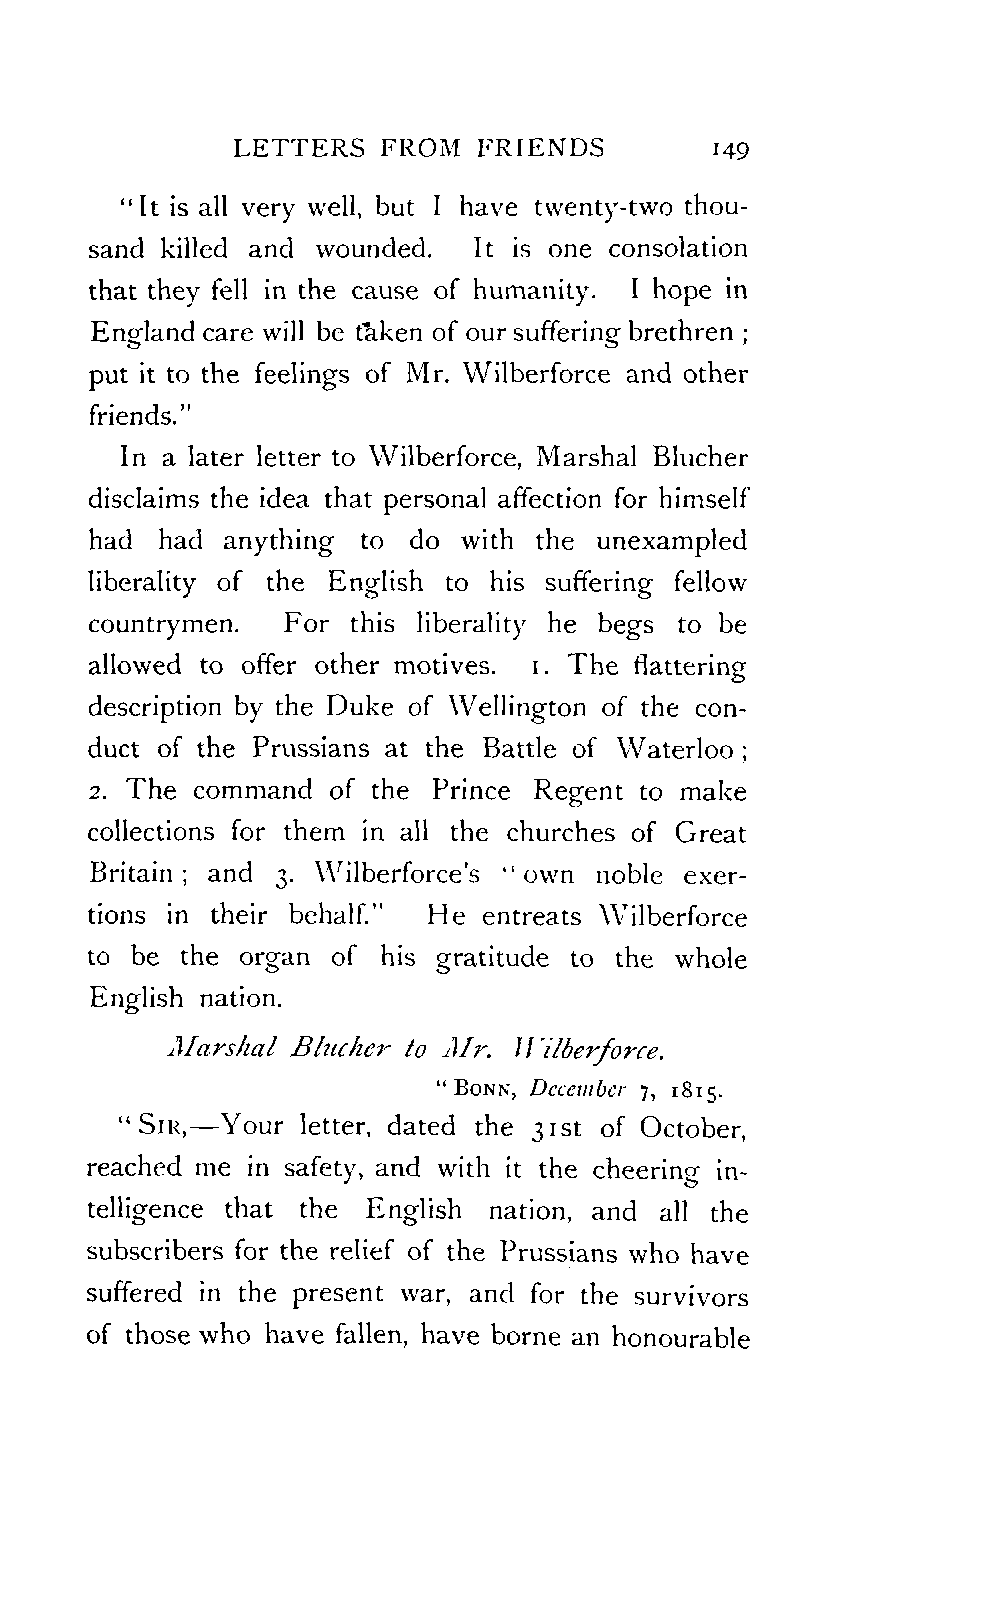 LETTERS FROM FRIENDS 149
"It is all very well, but I have twenty-two thou-
sand killed and wounded. It is one consolation
that they fell in the cause of humanity. I hope in
England care will be taken of our suffering brethren ;
put it to the feelings of Mr. Wilberforce and other
friends."
In a later letter to Wilberforce, Marshal Blucher
disclaims the idea that personal affection for himself
had had anything to do with the unexampled
liberality of the English to his suffering fellow
countrymen. For this liberality he begs to be
allowed to offer other motives. 1. The flattering
description by the Duke of Wellington of the con-
duct of the Prussians at the Battle of Waterloo ;
2. The command of the Prince Regent to make
collections for them in all the churches of Great
Britain ; and 3. Wilberforce's "own noble exer-
tions in their behalf." He entreats Wilberforce
to be the organ of his gratitude to the whole
English nation.
Marshal Blucher to Mr. Wilberforce.
"BONN, December 7, 1815.
"SIR,—Your letter, dated the 31st of October,
reached me in safety, and with it the cheering in-
telligence that the English nation, and all the
subscribers for the relief of the Prussians who have
suffered in the present war, and for the survivors
of those who have fallen, have borne an honourable